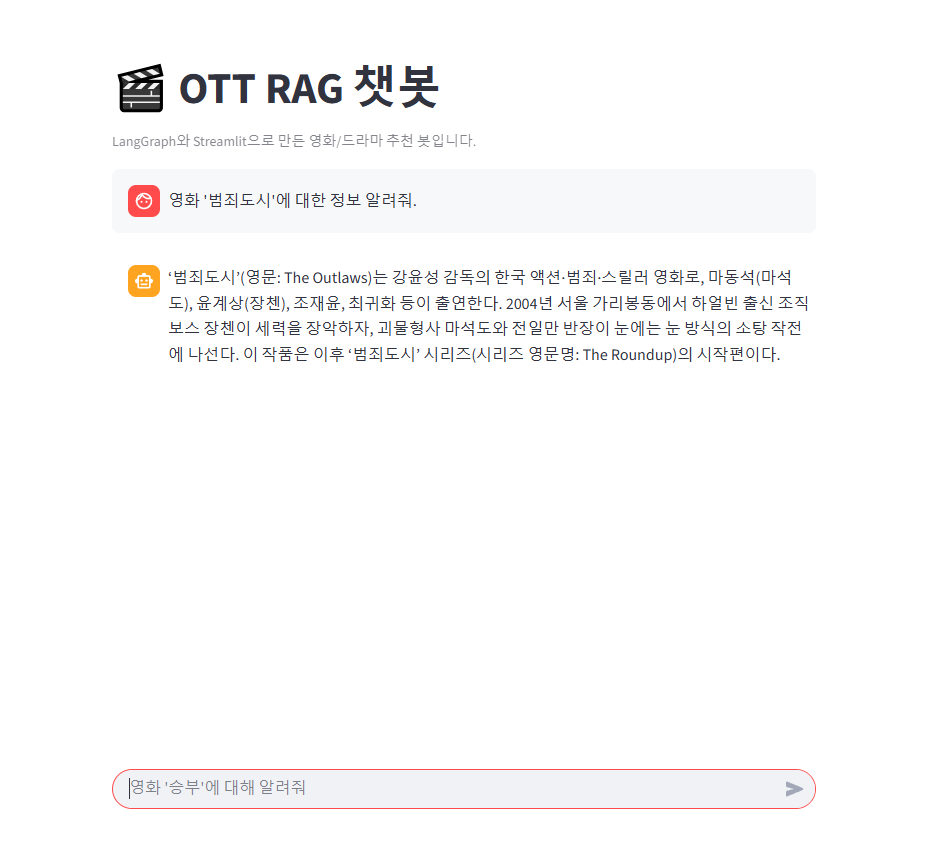 OTT RAG 챗봇
LangGraph와 Streamlit으로 만든 영화/드라마 추천 봇입니다.
영화 '범죄도시'에 대한 정보 알려줘.
‘범죄도시’(영문: The Outlaws)는 강윤성 감독의 한국 액션·범죄·스릴러 영화로, 마동석(마석
도), 윤계상(장첸), 조재윤, 최귀화 등이 출연한다. 2004년 서울 가리봉동에서 하얼빈 출신 조직
보스 장첸이 세력을 장악하자, 괴물형사 마석도와 전일만 반장이 눈에는 눈 방식의 소탕 작전
에 나선다. 이 작품은 이후 ‘범죄도시’ 시리즈(시리즈 영문명: The Roundup)의 시작편이다.
영화 '승부'에 대해 알려줘